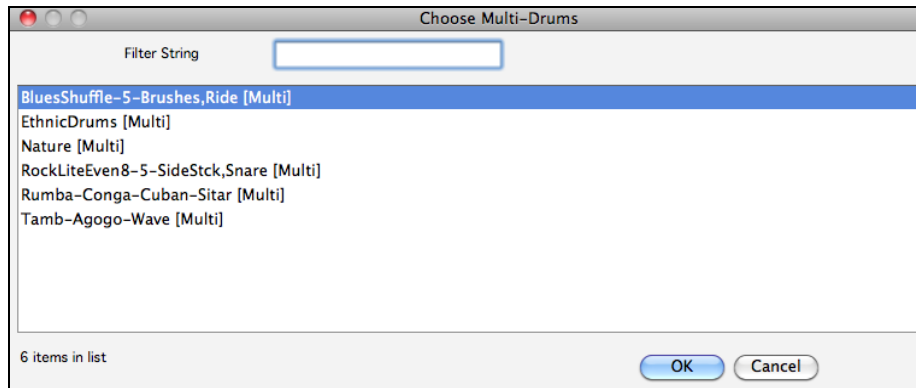 Choose Multi-Drums
Filter String
BluesShuffle-5-Brushes,Ride [Multi]
EthnicDrums [Multi]
Nature [Multi]
RockLiteEven8-5-SideStck,Snare [Multi]
Rumba-Conga-Cuban-Sitar [Multi]
Tamb-Agogo-Wave [Multi]
6 items in list
OK Cancel